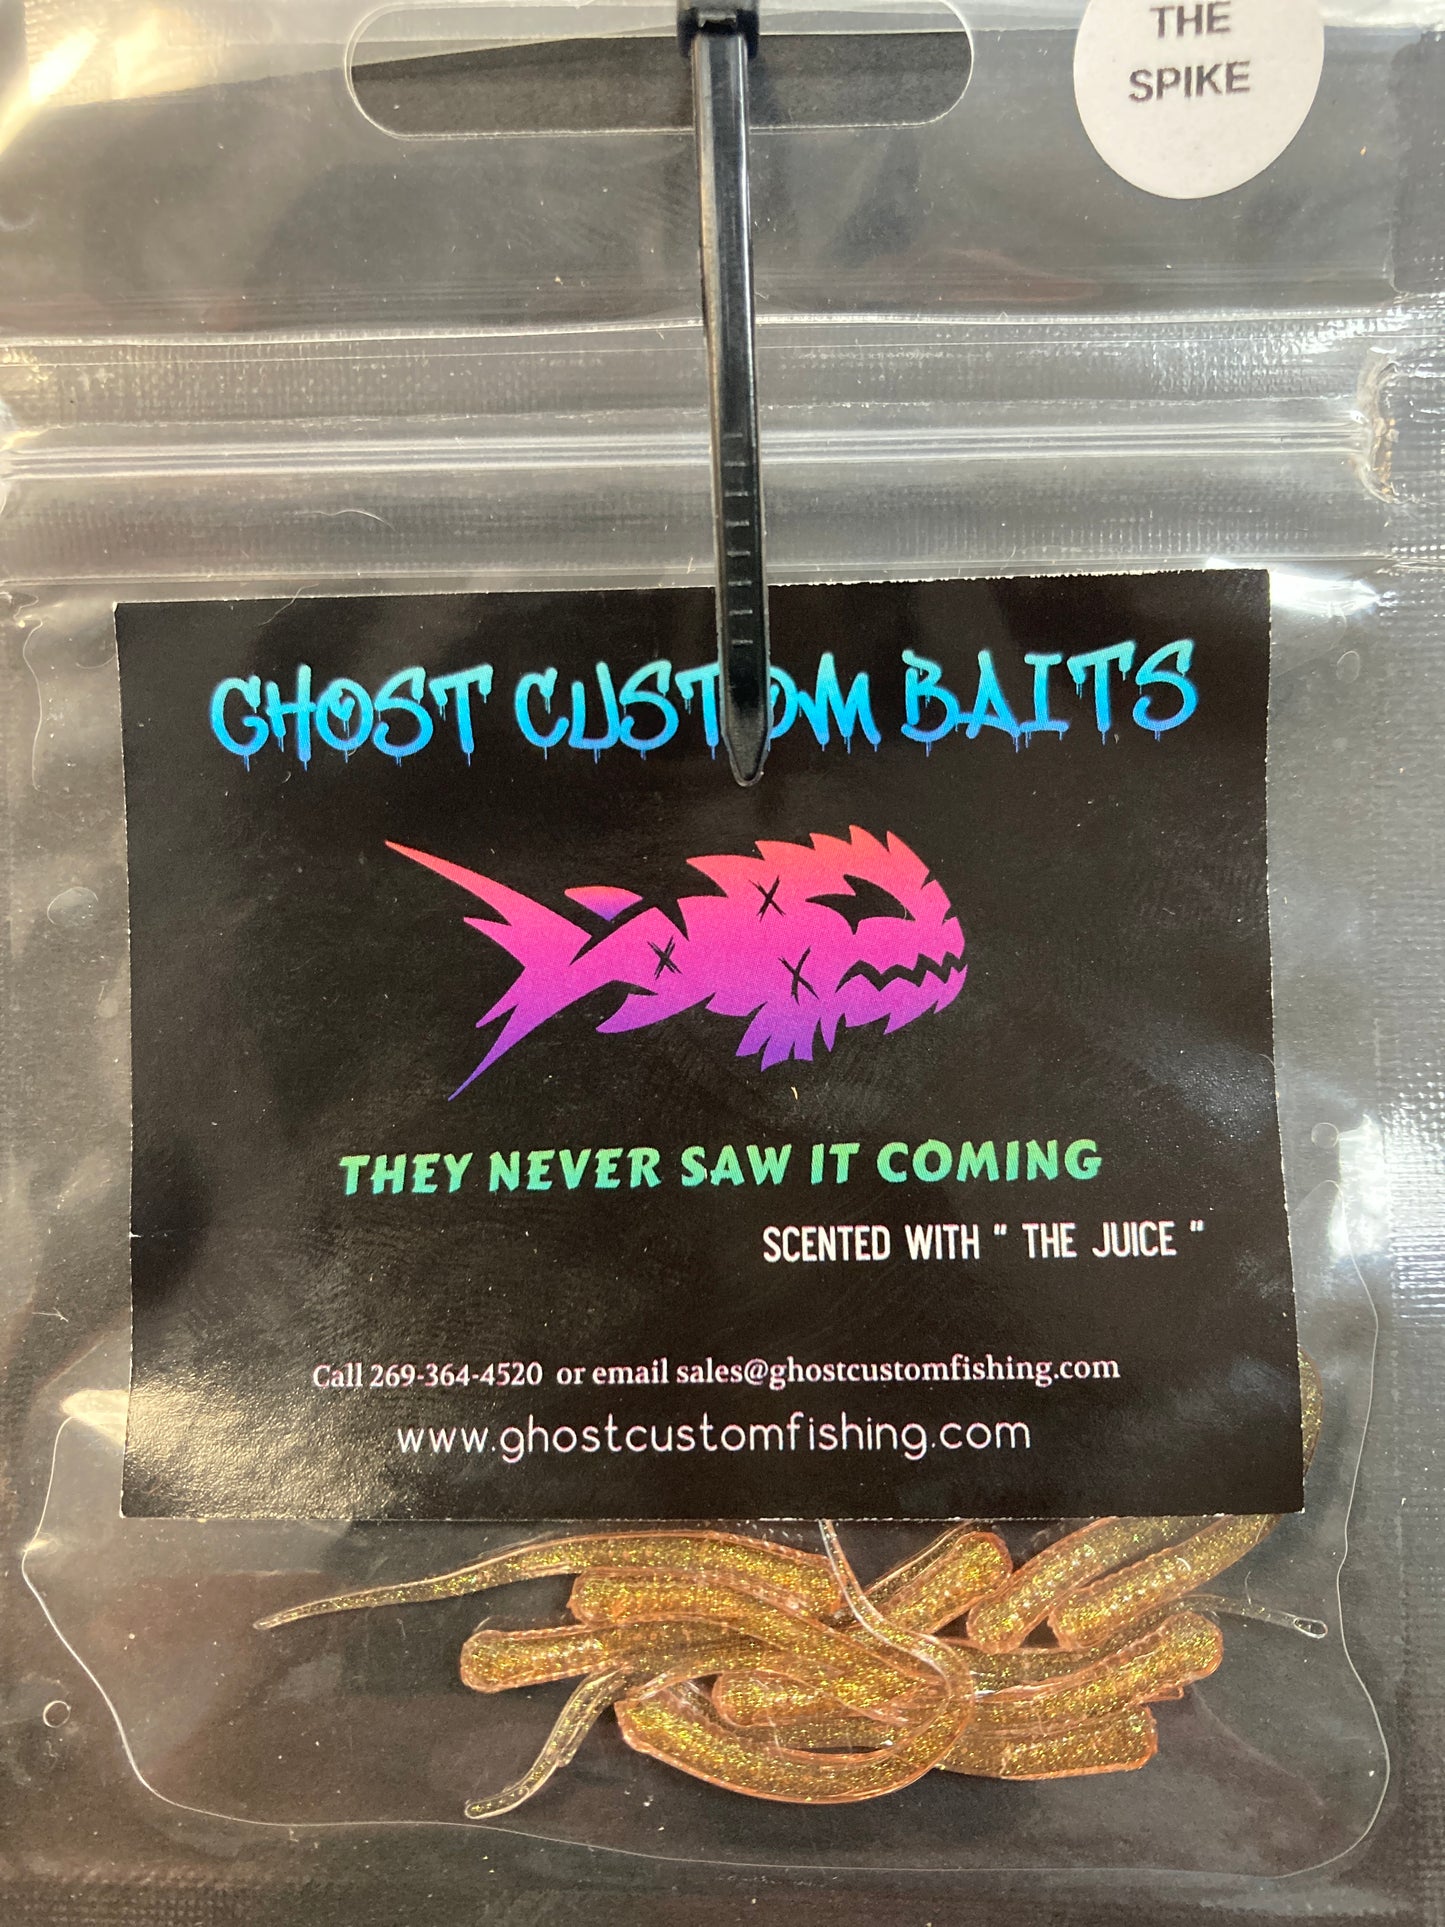 THE
SPIKE
GHOST CUSTOM BAITS
THEY NEVER SAW IT COMING
SCENTED WITH " THE JUICE "
Call 269-364-4520 or email sales@ghostcustomfishing.com
www.ghostcustomfishing.com